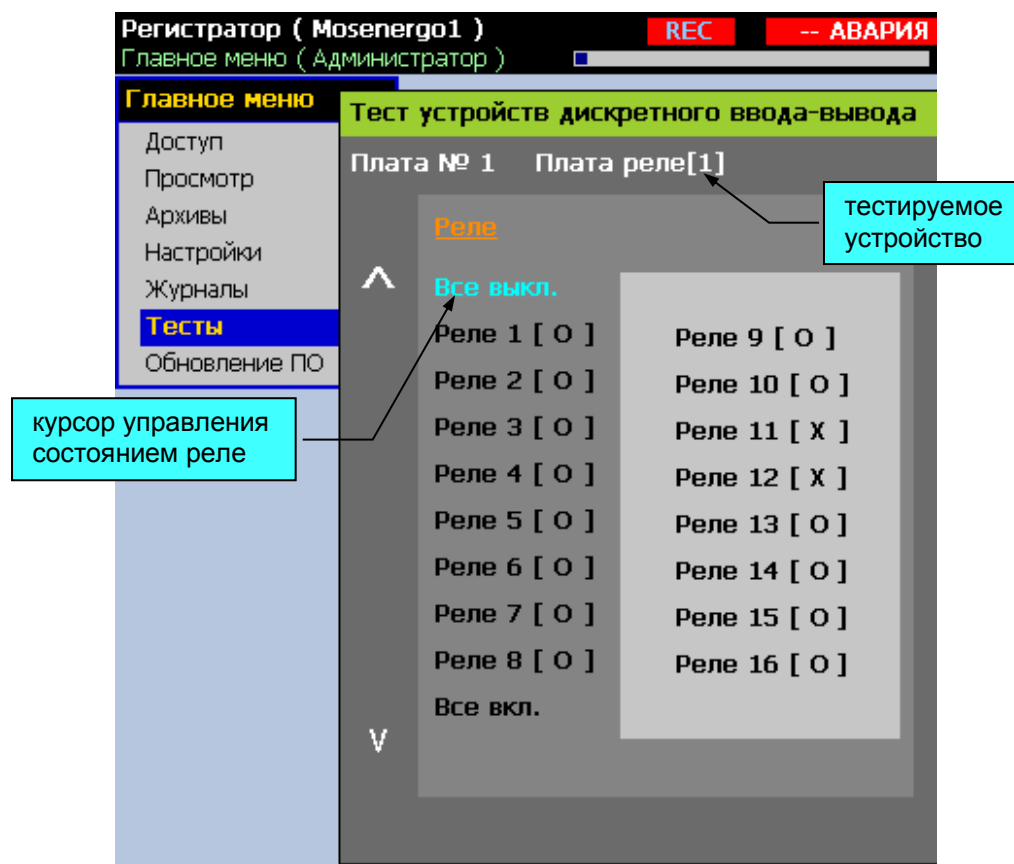 Регистратор ( Mosenergo1 ) REC -- АВАРИЯ
Главное меню ( Администратор )
Главное меню
Доступ
Просмотр
Архивы
Настройки
Журналы
Тесты
Обновление ПО
Тест устройств дискретного ввода-вывода
Плата № 1 Плата реле[1]
тестируемое
устройство
Реле
Все выкл.
Реле 1 [ O ]
Реле 2 [ O ]
Реле 3 [ O ]
Реле 4 [ O ]
Реле 5 [ O ]
Реле 6 [ O ]
Реле 7 [ O ]
Реле 8 [ O ]
Все вкл.
Реле 9 [ O ]
Реле 10 [ O ]
Реле 11 [ X ]
Реле 12 [ X ]
Реле 13 [ O ]
Реле 14 [ O ]
Реле 15 [ O ]
Реле 16 [ O ]
курсор управления
состоянием реле